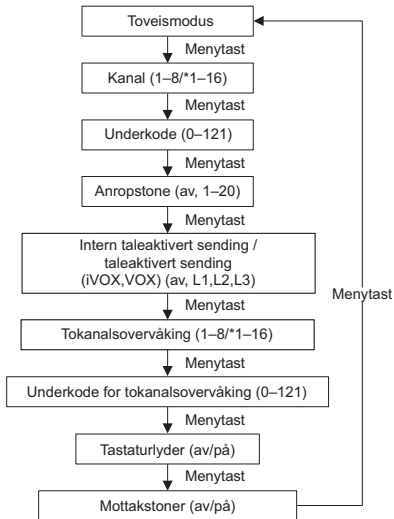 Toveismodus
Menytast
Kanal (1–8/*1–16)
Menytast
Underkode (0–121)
Menytast
Anropstone (av, 1–20)
Menytast
Intern taleaktivert sending /
taleaktivert sending
(iVOX,VOX) (av, L1,L2,L3)
Menytast
Menytast
Tokanalsovervåking (1–8/*1–16)
Menytast
Underkode for tokanalsovervåking (0–121)
Menytast
Tastaturlyder (av/på)
Menytast
Mottakstoner (av/på)